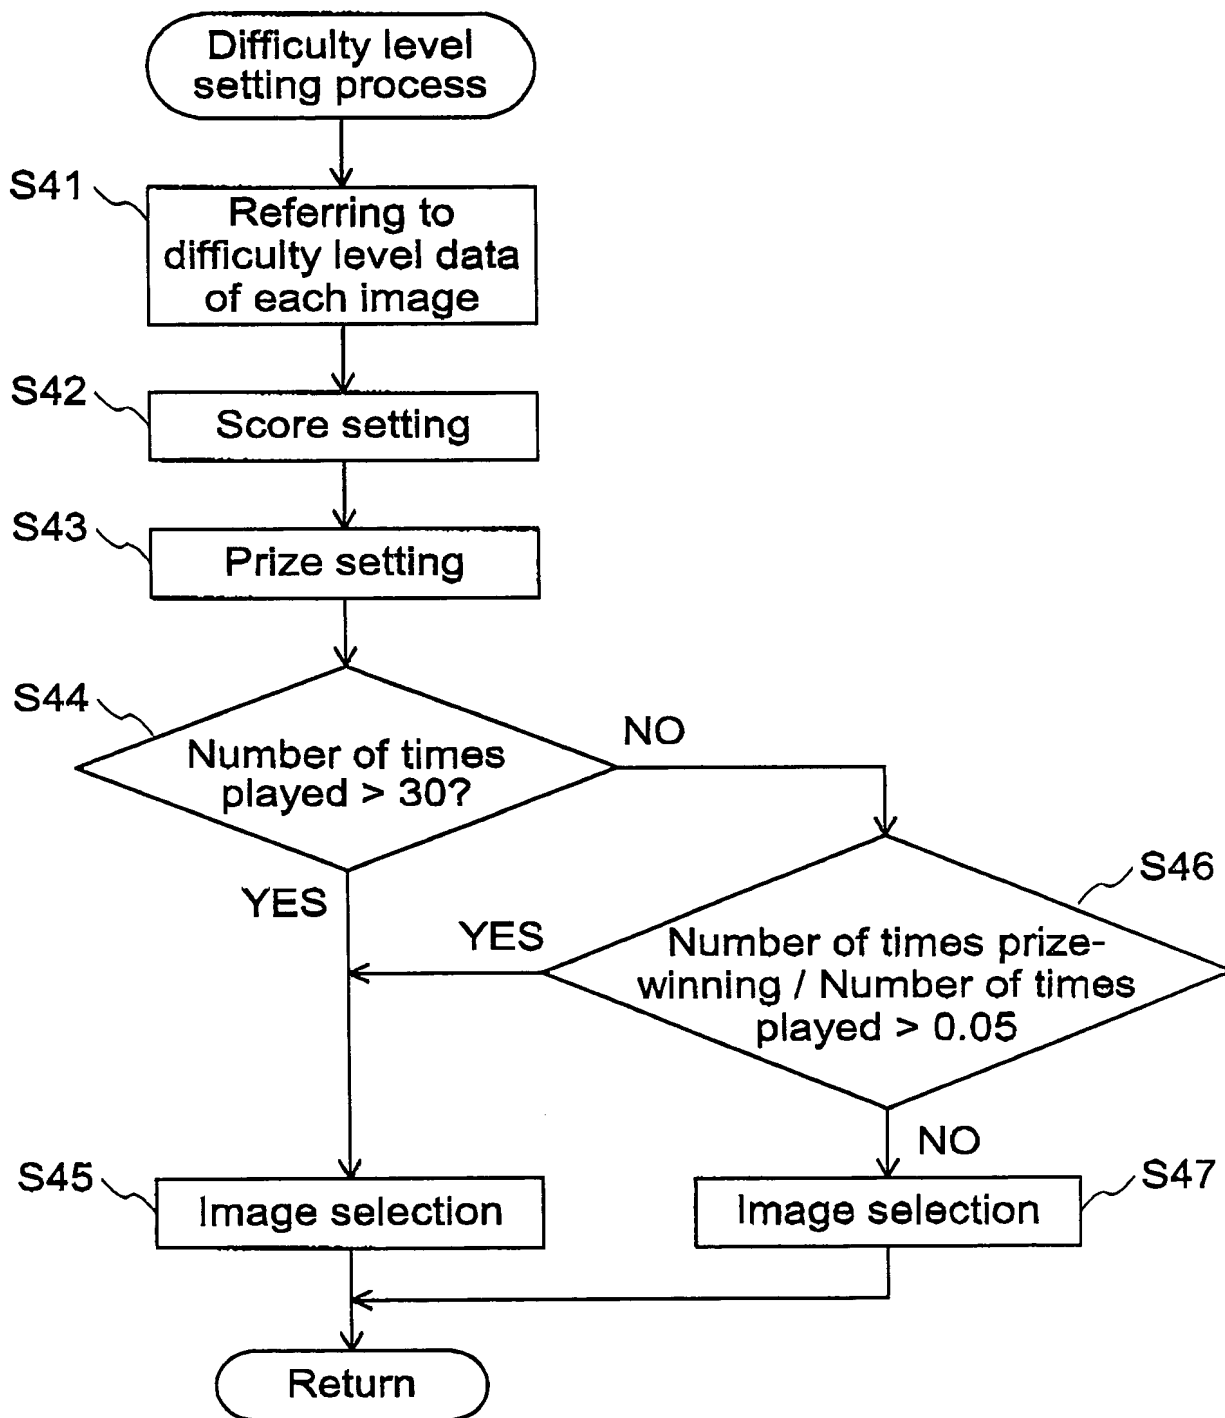 Difficulty level
setting process
S41
Referring to
difficulty level data
of each image
S42
Score setting
S43
Prize setting
S44
Number of times
played > 30?
NO
YES
S46
Number of times prize-
winning / Number of times
played > 0.05
YES
NO
S45
Image selection
S47
Image selection
Return